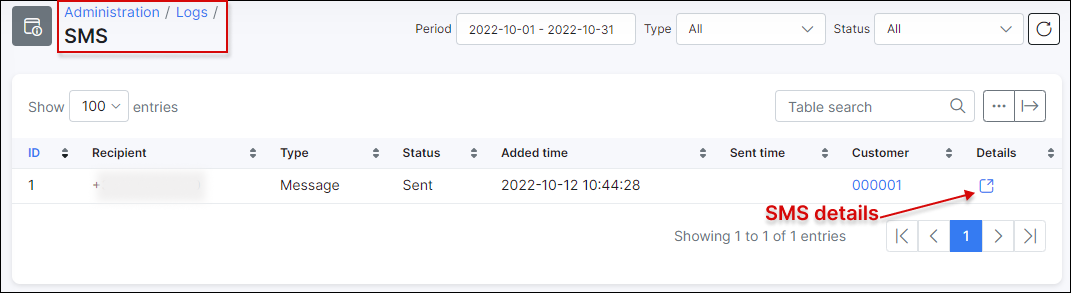 Administration / Logs /
SMS
Period 2022-10-01 - 2022-10-31 Type All Status All
Show 100 entries Table search
ID Recipient Type Status Added time Sent time Customer Details
1 + Message Sent 2022-10-12 10:44:28 000001
SMS details
Showing 1 to 1 of 1 entries 1